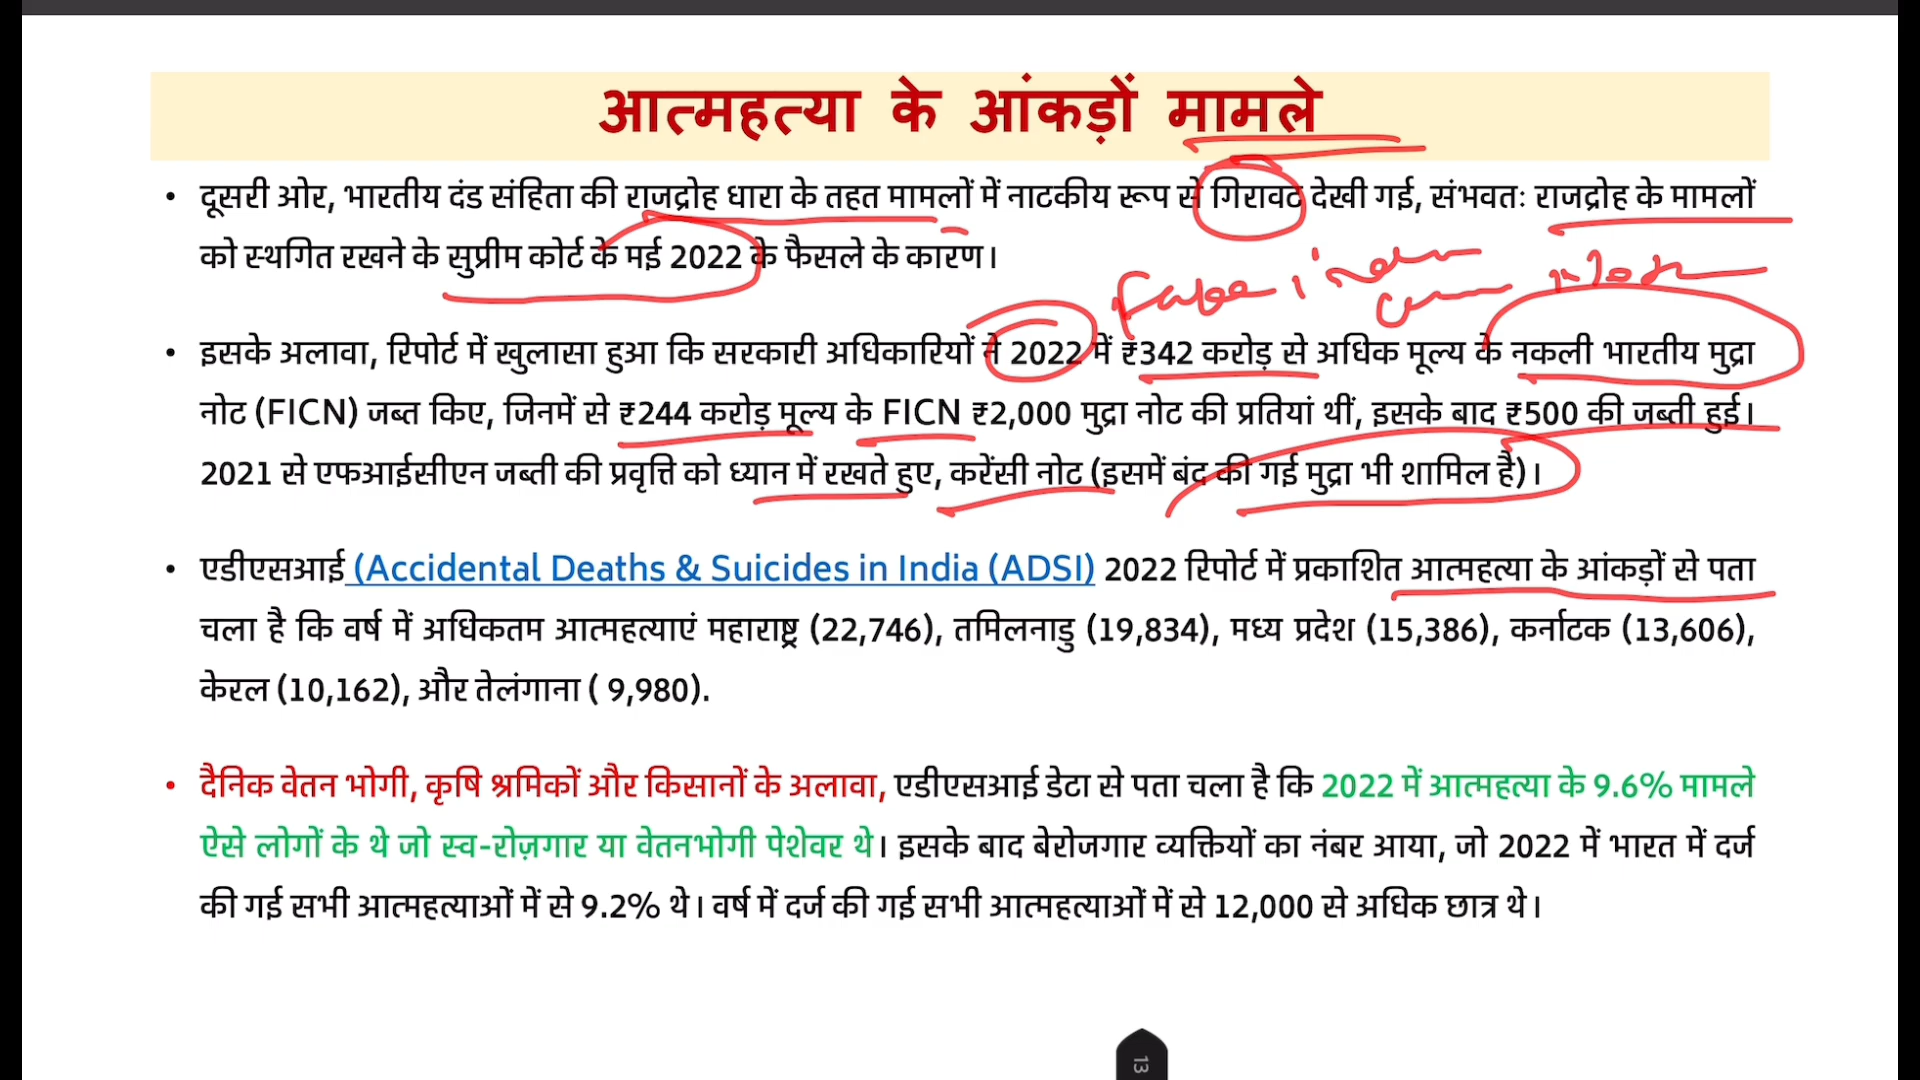 आत्महत्या के आंकड़ों मामले
• दूसरी ओर, भारतीय दंड संहिता की राजद्रोह धारा के तहत मामलों में नाटकीय रूप से गिरावट देखी गई, संभवतः राजद्रोह के मामलों
को स्थगित रखने के सुप्रीम कोर्ट के मई 2022 के फैसले के कारण।
Fake
• इसके अलावा, रिपोर्ट में खुलासा हुआ कि सरकारी अधिकारियों ने 2022 में ₹342 करोड़ से अधिक मूल्य के नकली भारतीय मुद्रा
नोट (FICN) जब्त किए, जिनमें से ₹244 करोड़ मूल्य के FICN ₹2,000 मुद्रा नोट की प्रतियां थीं, इसके बाद ₹500 की जब्ती हुई।
2021 से एफआईसीएन जब्ती की प्रवृत्ति को ध्यान में रखते हुए, करेंसी नोट (इसमें बंद की गई मुद्रा भी शामिल है)।
• एडीएसआई (Accidental Deaths & Suicides in India (ADSI) 2022 रिपोर्ट में प्रकाशित आत्महत्या के आंकड़ों से पता
चला है कि वर्ष में अधिकतम आत्महत्याएं महाराष्ट्र (22,746), तमिलनाडु (19,834), मध्य प्रदेश (15,386), कर्नाटक (13,606),
केरल (10,162), और तेलंगाना ( 9,980).
• दैनिक वेतन भोगी, कृषि श्रमिकों और किसानों के अलावा, एडीएसआई डेटा से पता चला है कि 2022 में आत्महत्या के 9.6% मामले
ऐसे लोगों के थे जो स्व-रोज़गार या वेतनभोगी पेशेवर थे। इसके बाद बेरोजगार व्यक्तियों का नंबर आया, जो 2022 में भारत में दर्ज
की गई सभी आत्महत्याओं में से 9.2% थे। वर्ष में दर्ज की गई सभी आत्महत्याओं में से 12,000 से अधिक छात्र थे।
13